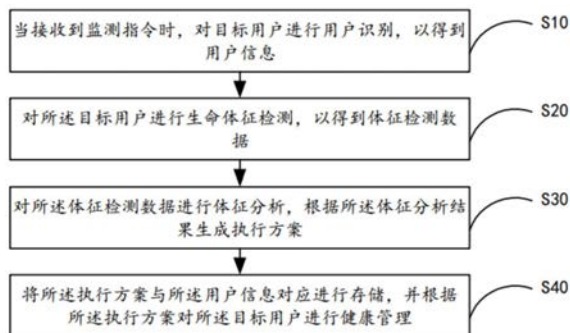 当接收到监测指令时，对目标用户进行用户识别，以得到
用户信息
S10
对所述目标用户进行生命体征检测，以得到体征检测数
据
S20
对所述体征检测数据进行体征分析，根据所述体征分析结
果生成执行方案
S30
将所述执行方案与所述用户信息对应进行存储，并根据
所述执行方案对所述目标用户进行健康管理
S40